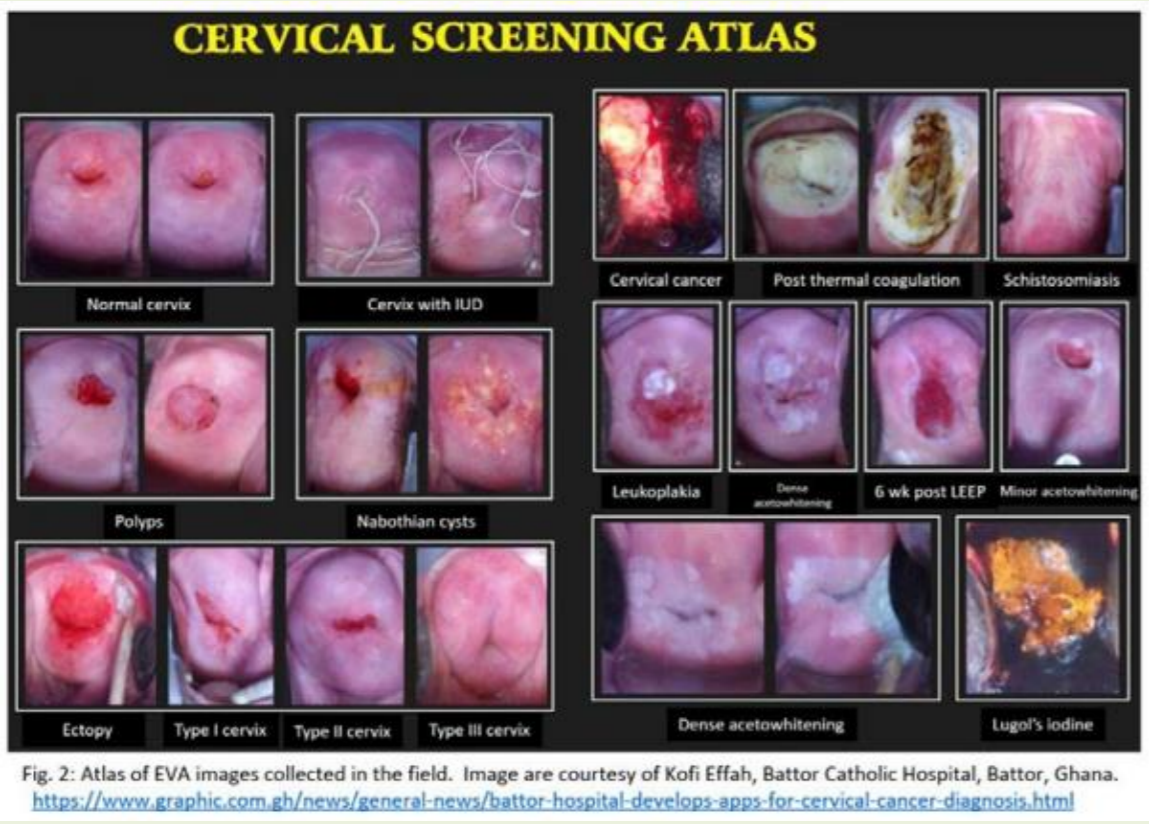 CERVICAL SCREENING ATLAS
Normal cervix
Cervix with IUD
Cervical cancer
Post thermal coagulation
Schistosomiasis
Polyps
Nabothian cysts
Leukoplakia
Dense
acetowhitening
6 wk post LEEP
Minor acetowhitening
Ectopy
Type I cervix
Type II cervix
Type III cervix
Dense acetowhitening
Lugol's iodine
Fig. 2: Atlas of EVA images collected in the field. Image are courtesy of Kofi Effah, Battor Catholic Hospital, Battor, Ghana.
https://www.graphic.com.gh/news/general-news/battor-hospital-develops-apps-for-cervical-cancer-diagnosis.html